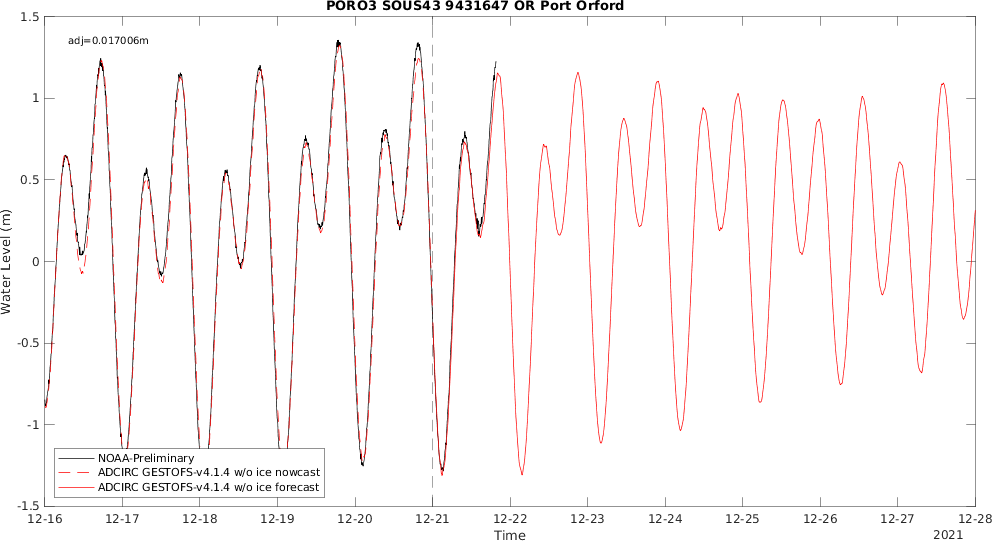 PORO3 SOUS43 9431647 OR Port Orford
adj=0.017006m
1.5
1
0.5
0
-0.5
-1
-1.5
Water Level (m)
NOAA-Preliminary
ADCIRC GESTOFS-v4.1.4 w/o ice nowcast
ADCIRC GESTOFS-v4.1.4 w/o ice forecast
12-16 12-17 12-18 12-19 12-20 12-21 12-22 12-23 12-24 12-25 12-26 12-27 12-28
Time
2021